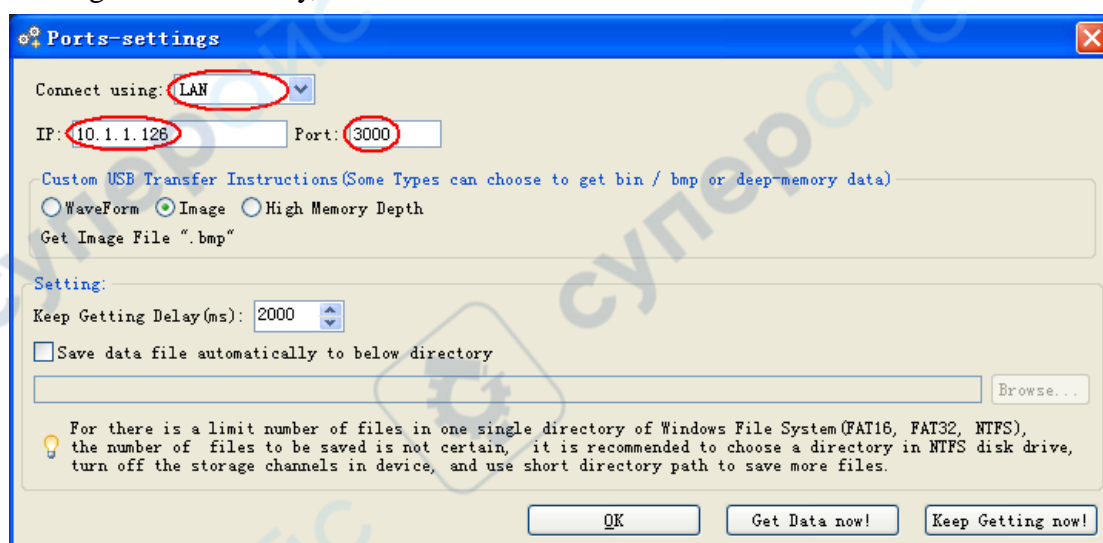 Ports-settings
Connect using: LAN
IP: 10.1.1.126 Port: 3000
Custom USB Transfer Instructions(Some Types can choose to get bin / bmp or deep-memory data)
WaveForm Image High Memory Depth
Get Image File ".bmp"
Setting:
Keep Getting Delay(ms): 2000
Save data file automatically to below directory
Browse...
For there is a limit number of files in one single directory of Windows File System(FAT16, FAT32, NTFS),
the number of files to be saved is not certain, it is recommended to choose a directory in NTFS disk drive,
turn off the storage channels in device, and use short directory path to save more files.
OK Get Data now! Keep Getting now!
суперайс